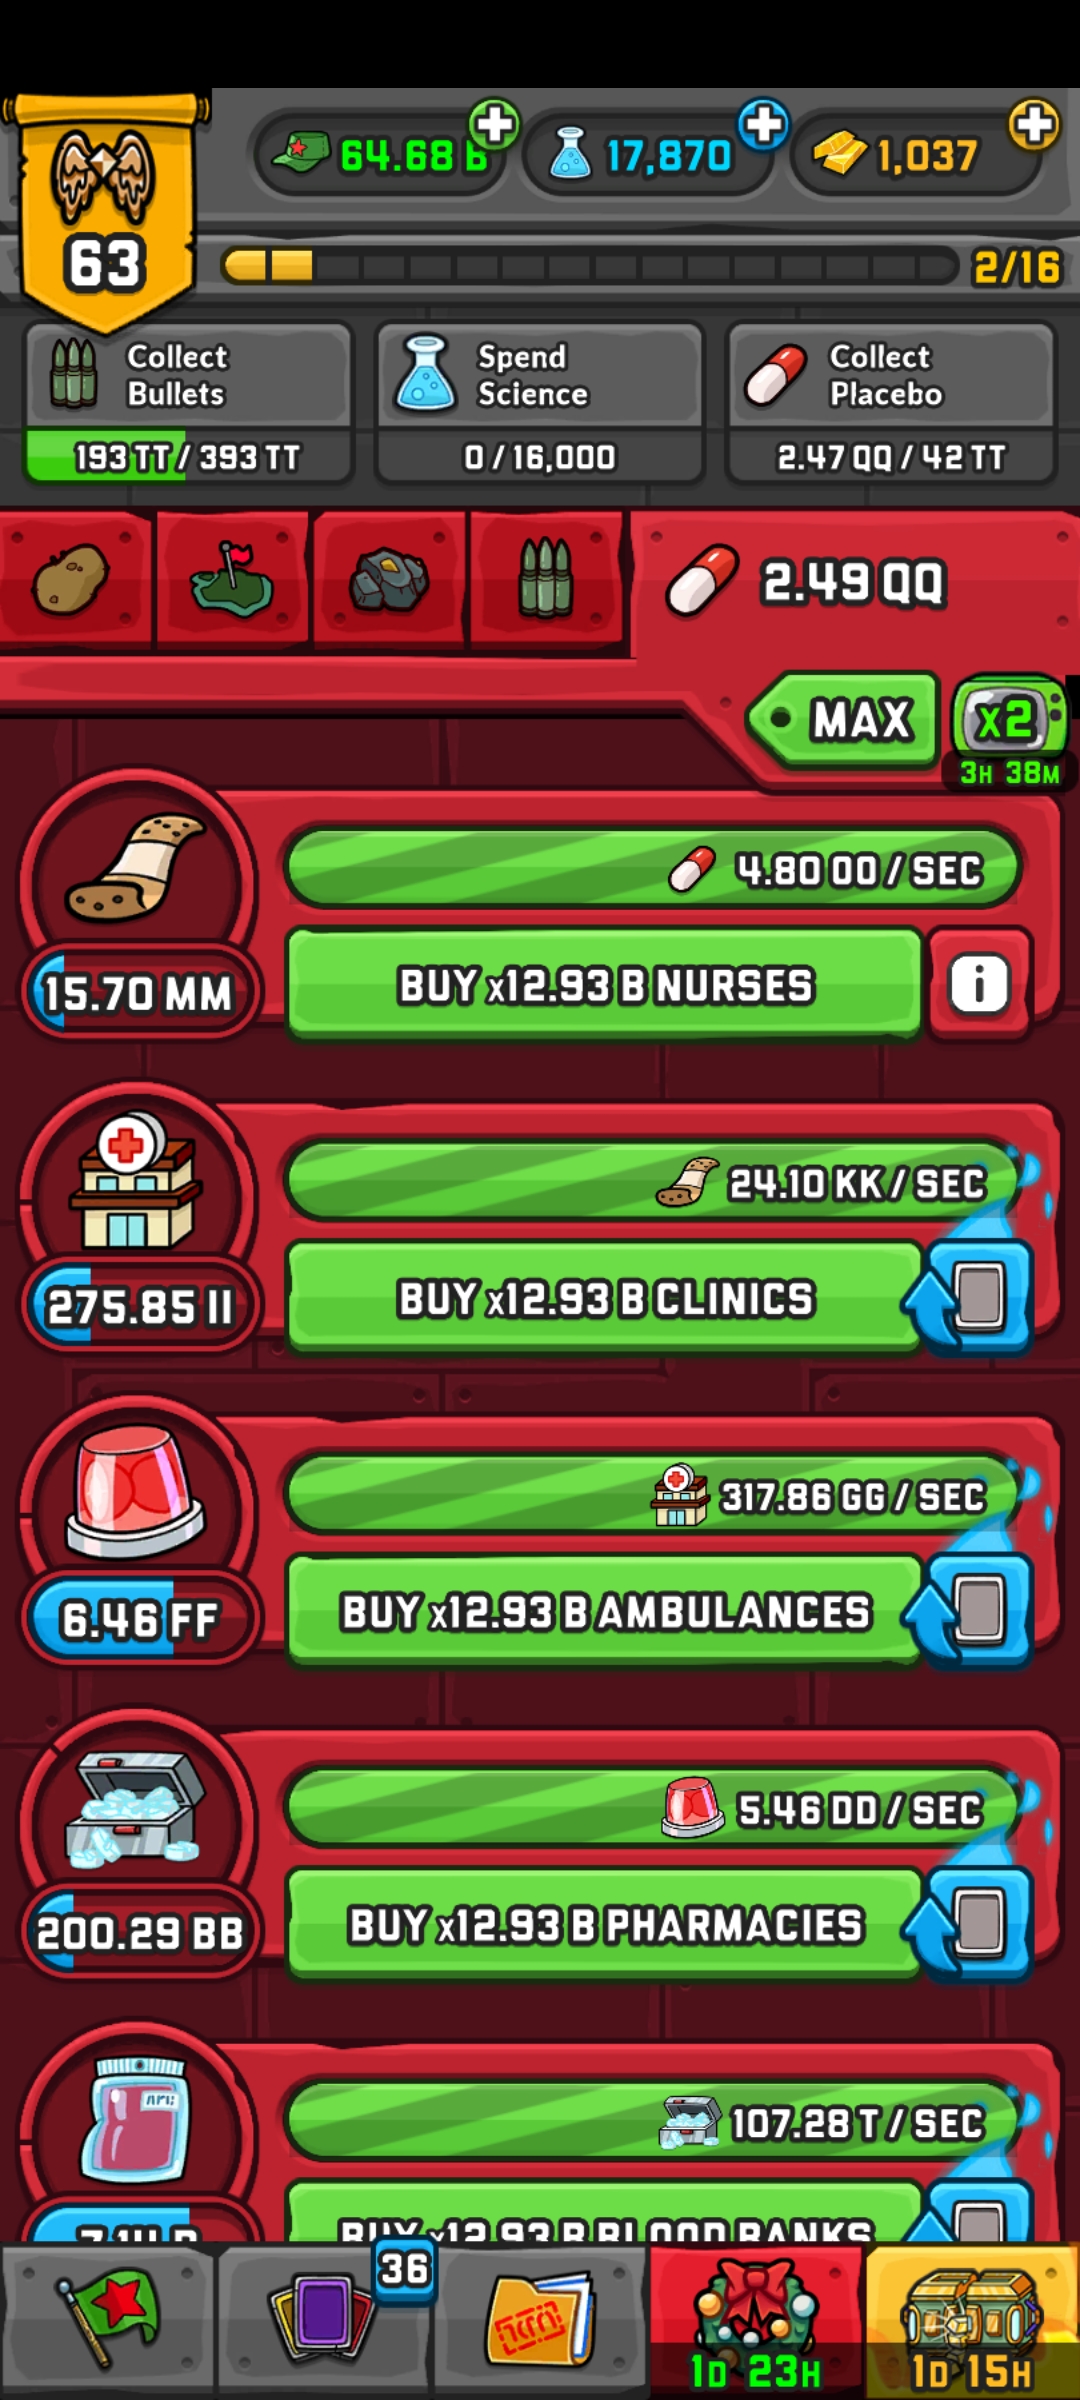 64.68 B
17,870
1,037
63
2/16
Collect
Bullets
Spend
Science
Collect
Placebo
193 TT / 393 TT
0 / 16,000
2.47 QQ / 42 TT
2.49 QQ
MAX
x2
3H 38M
4.80 OO / SEC
15.70 MM
BUY x12.93 B NURSES
i
24.10 KK / SEC
275.85 II
BUY x12.93 B CLINICS
317.86 GG / SEC
6.46 FF
BUY x12.93 B AMBULANCES
5.46 DD / SEC
200.29 BB
BUY x12.93 B PHARMACIES
107.28 T / SEC
BUY x12.93 B BLOOD BANKS
36
1D 23H
1D 15H